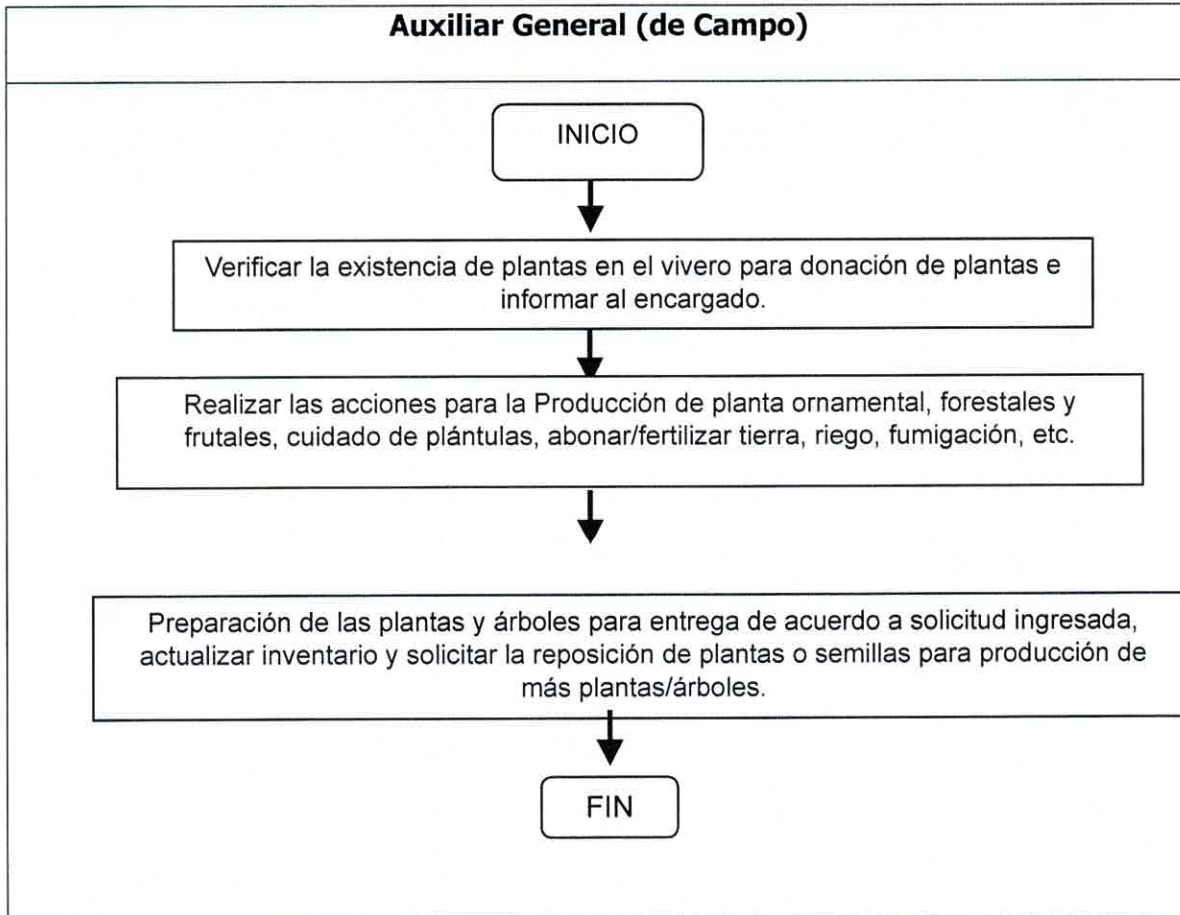 Auxiliar General (de Campo)
INICIO
Verificar la existencia de plantas en el vivero para donación de plantas e
informar al encargado.
Realizar las acciones para la Producción de planta ornamental, forestales y
frutales, cuidado de plántulas, abonar/fertilizar tierra, riego, fumigación, etc.
Preparación de las plantas y árboles para entrega de acuerdo a solicitud ingresada,
actualizar inventario y solicitar la reposición de plantas o semillas para producción de
más plantas/árboles.
FIN